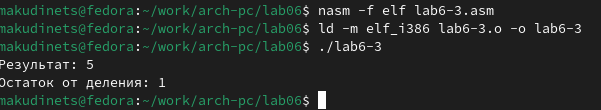 makudinets@fedora:~/work/arch-pc/lab06$ nasm -f elf lab6-3.asm
makudinets@fedora:~/work/arch-pc/lab06$ ld -m elf_i386 lab6-3.o -o lab6-3
makudinets@fedora:~/work/arch-pc/lab06$ ./lab6-3
Результат: 5
Остаток от деления: 1
makudinets@fedora:~/work/arch-pc/lab06$